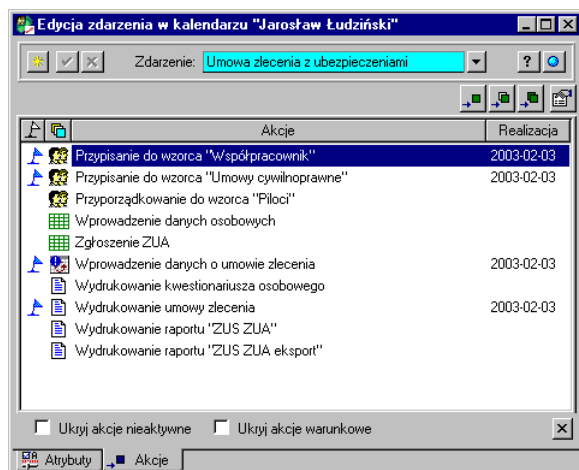 Edycja zdarzenia w kalendarzu "Jarosław Łudziński"
Zdarzenie: Umowa zlecenia z ubezpieczeniami
?
Akcje Realizacja
Przypisanie do wzorca "Współpracownik" 2003-02-03
Przypisanie do wzorca "Umowy cywilnoprawne" 2003-02-03
Przyporządkowanie do wzorca "Piloci"
Wprowadzenie danych osobowych
Zgłoszenie ZUA
Wprowadzenie danych o umowie zlecenia 2003-02-03
Wydrukowanie kwestionariusza osobowego
Wydrukowanie umowy zlecenia 2003-02-03
Wydrukowanie raportu "ZUS ZUA"
Wydrukowanie raportu "ZUS ZUA eksport"
Ukryj akcje nieaktywne Ukryj akcje warunkowe
Atrybuty Akcje